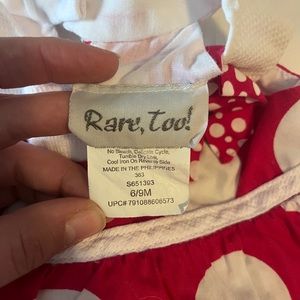 Rare, Too!
No Bleach, Delicate Cycle,
Tumble Dry Low,
Cool Iron On Reverse Side
MADE IN THE PHILIPPINES
363
S651393
6/9M
UPC# 791088606573